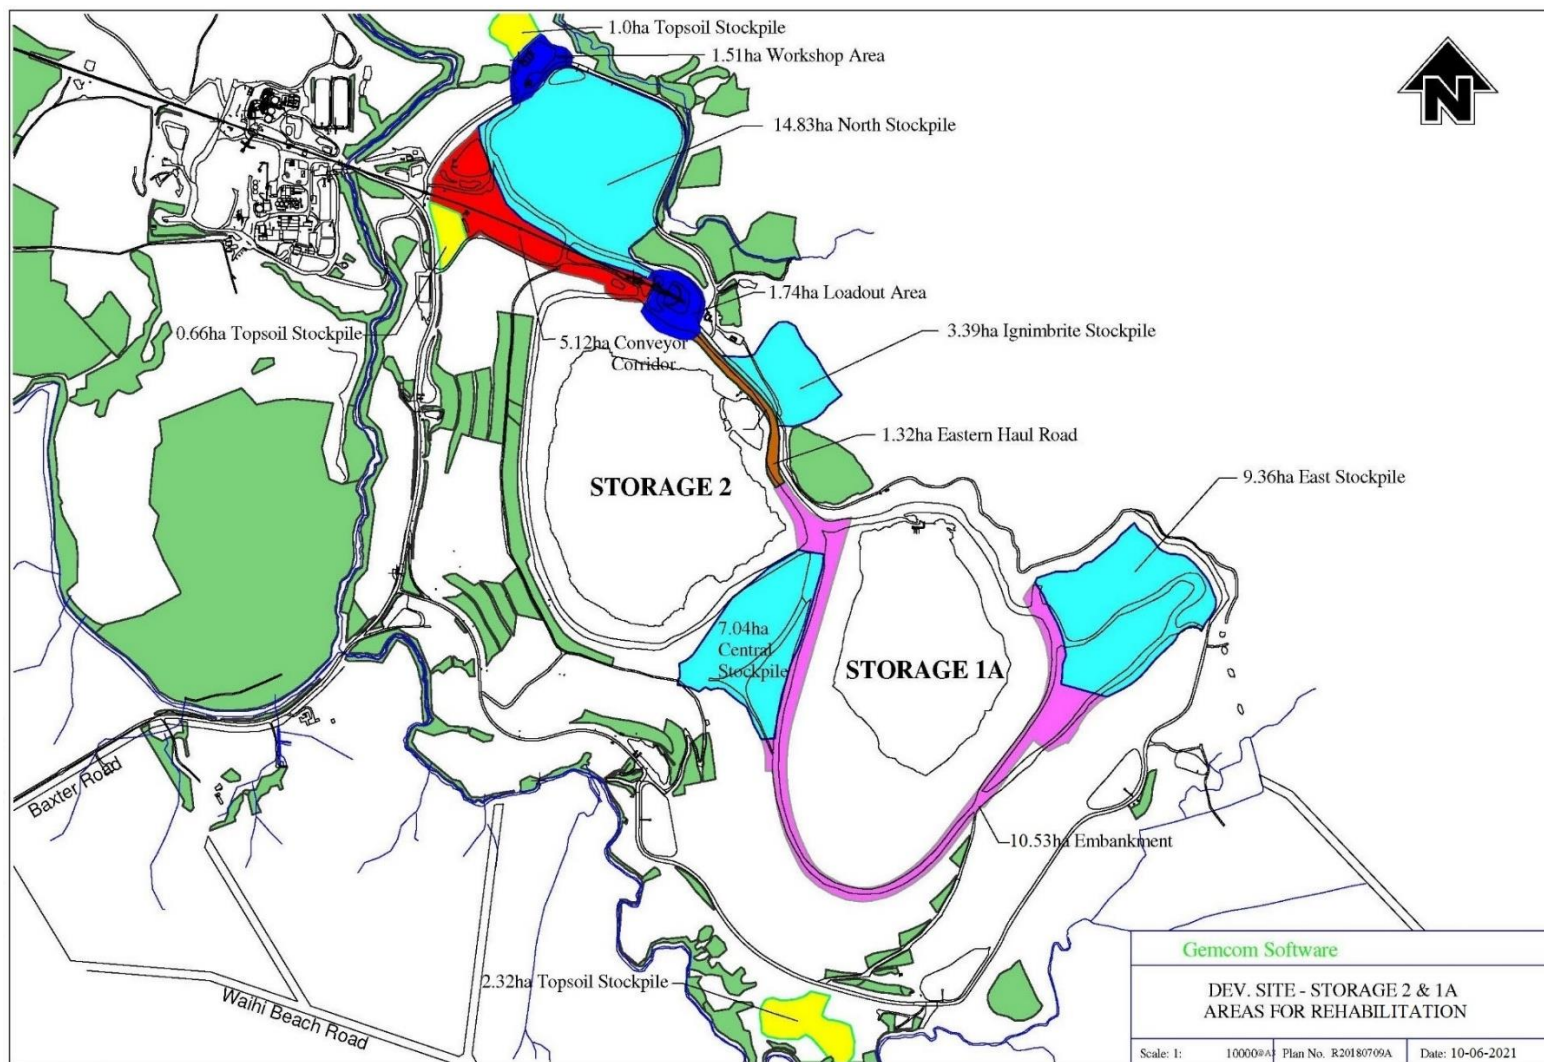 1.0ha Topsoil Stockpile
1.51ha Workshop Area
14.83ha North Stockpile
N
1.74ha Loadout Area
0.66ha Topsoil Stockpile
5.12ha Conveyor
Corridor
3.39ha Ignimbrite Stockpile
1.32ha Eastern Haul Road
9.36ha East Stockpile
STORAGE 2
7.04ha
Central
Stockpile
STORAGE 1A
Baxter Road
10.53ha Embankment
2.32ha Topsoil Stockpile
Waihi Beach Road
Gemcom Software
DEV. SITE - STORAGE 2 & 1A
AREAS FOR REHABILITATION
Scale: 1: 10000@A3 Plan No. R20180709A Date: 10-06-2021